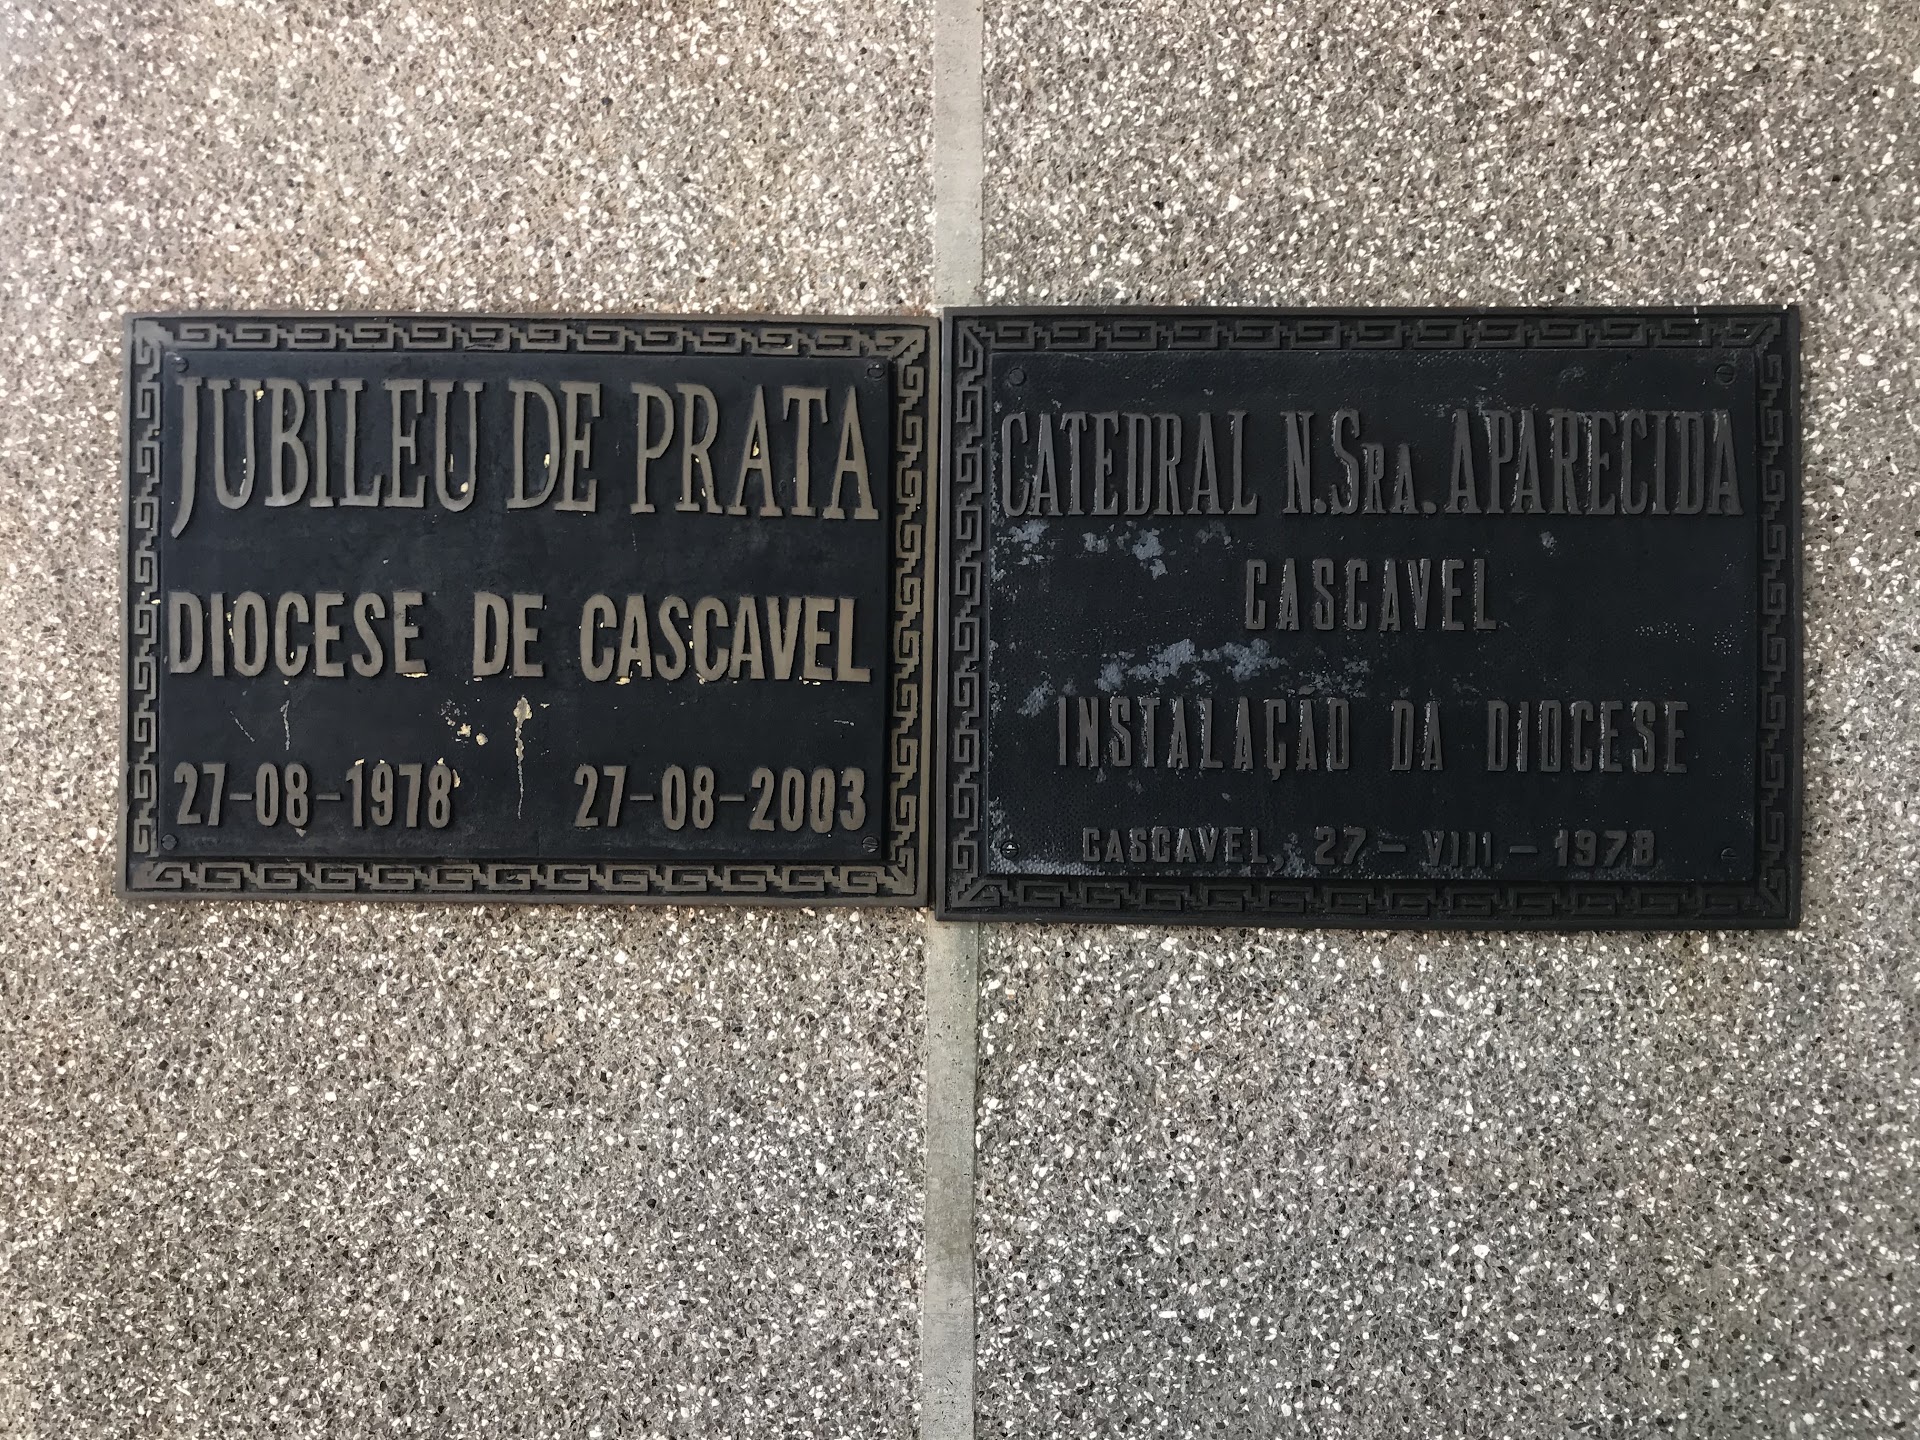 JUBILEU DE PRATA
DIOCESE DE CASCAVEL
27-08-1978 27-08-2003
CATEDRAL N.SRA.APARECIDA
CASCAVEL
INSTALAÇÃO DA DIOCESE
CASCAVEL, 27-VIII-1978